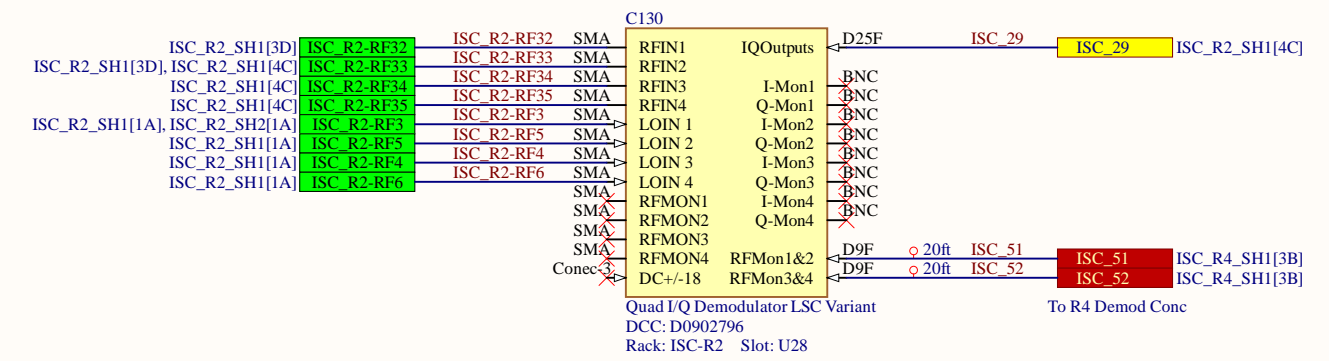 C130
ISC_R2_SH1[3D] ISC_R2-RF32 ISC_R2-RF32 SMA RFIN1 IQOutputs D25F ISC_29 ISC_29 ISC_R2_SH1[4C]
ISC_R2_SH1[3D], ISC_R2_SH1[4C] ISC_R2-RF33 ISC_R2-RF33 SMA RFIN2
ISC_R2_SH1[4C] ISC_R2-RF34 ISC_R2-RF34 SMA RFIN3 I-Mon1 BNC
ISC_R2_SH1[4C] ISC_R2-RF35 ISC_R2-RF35 SMA RFIN4 Q-Mon1 BNC
ISC_R2_SH1[1A], ISC_R2_SH2[1A] ISC_R2-RF3 ISC_R2-RF3 SMA LOIN 1 I-Mon2 BNC
ISC_R2_SH1[1A] ISC_R2-RF5 ISC_R2-RF5 SMA LOIN 2 Q-Mon2 BNC
ISC_R2_SH1[1A] ISC_R2-RF4 ISC_R2-RF4 SMA LOIN 3 I-Mon3 BNC
ISC_R2_SH1[1A] ISC_R2-RF6 ISC_R2-RF6 SMA LOIN 4 Q-Mon3 BNC
SMA RFMON1 I-Mon4 BNC
SMA RFMON2 Q-Mon4 BNC
SMA RFMON3
SMA RFMON4 RFMon1&2 D9F 20ft ISC_51 ISC_51 ISC_R4_SH1[3B]
Conec-3 DC+/-18 RFMon3&4 D9F 20ft ISC_52 ISC_52 ISC_R4_SH1[3B]
Quad I/Q Demodulator LSC Variant To R4 Demod Conc
DCC: D0902796
Rack: ISC-R2 Slot: U28